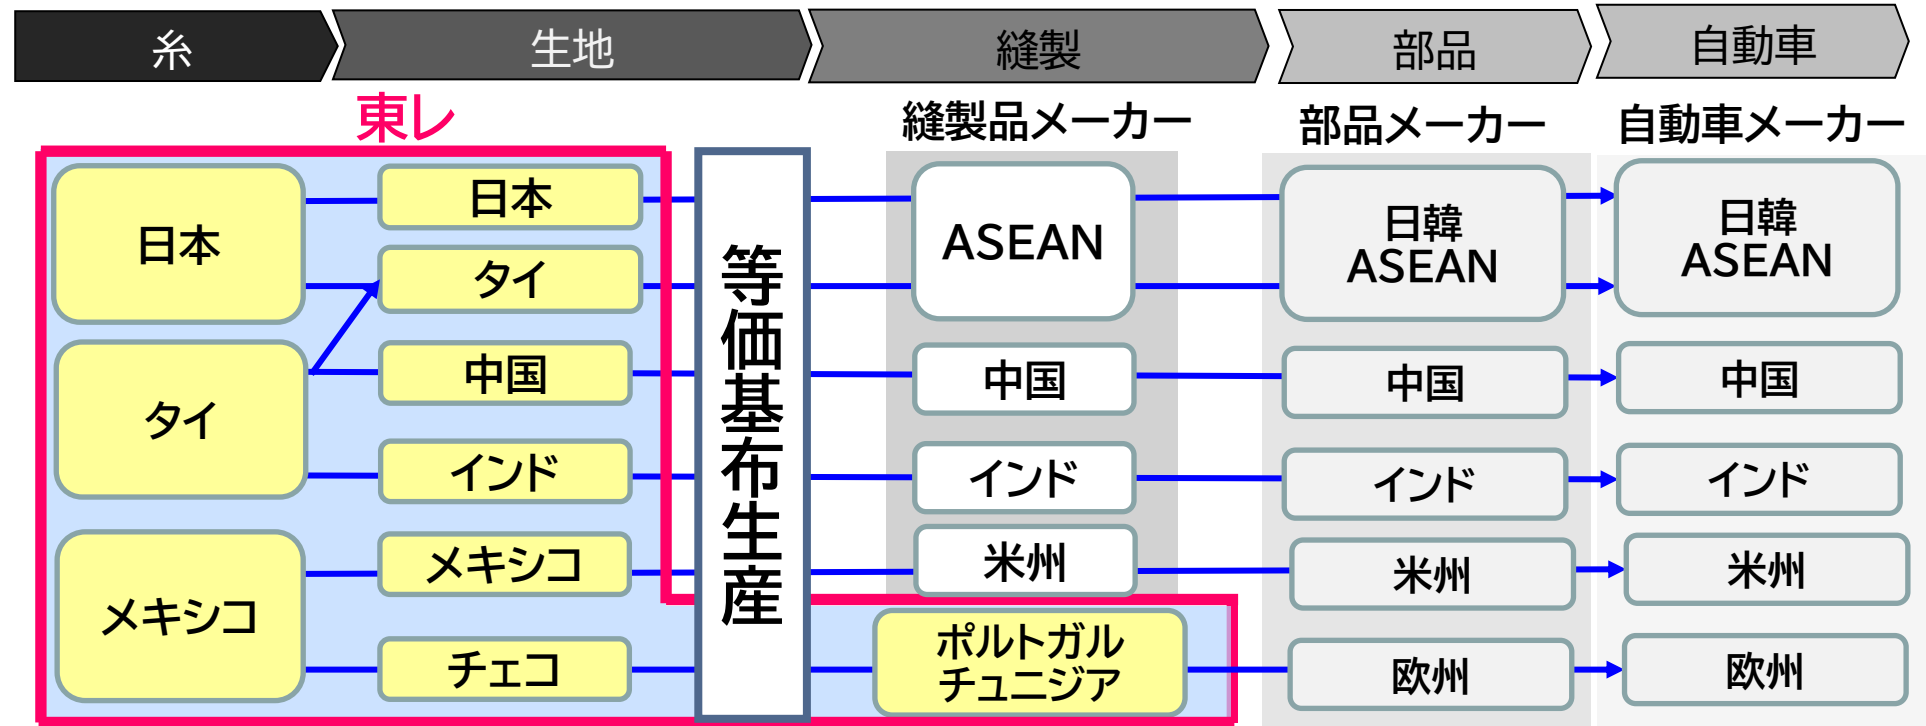 糸
生地
縫製
部品
自動車
東レ
縫製品メーカー
部品メーカー
自動車メーカー
日本
タイ
メキシコ
日本
タイ
中国
インド
メキシコ
チェコ
等価基布生産
ASEAN
中国
インド
米州
ポルトガル
チュニジア
日韓
ASEAN
中国
インド
米州
欧州
日韓
ASEAN
中国
インド
米州
欧州